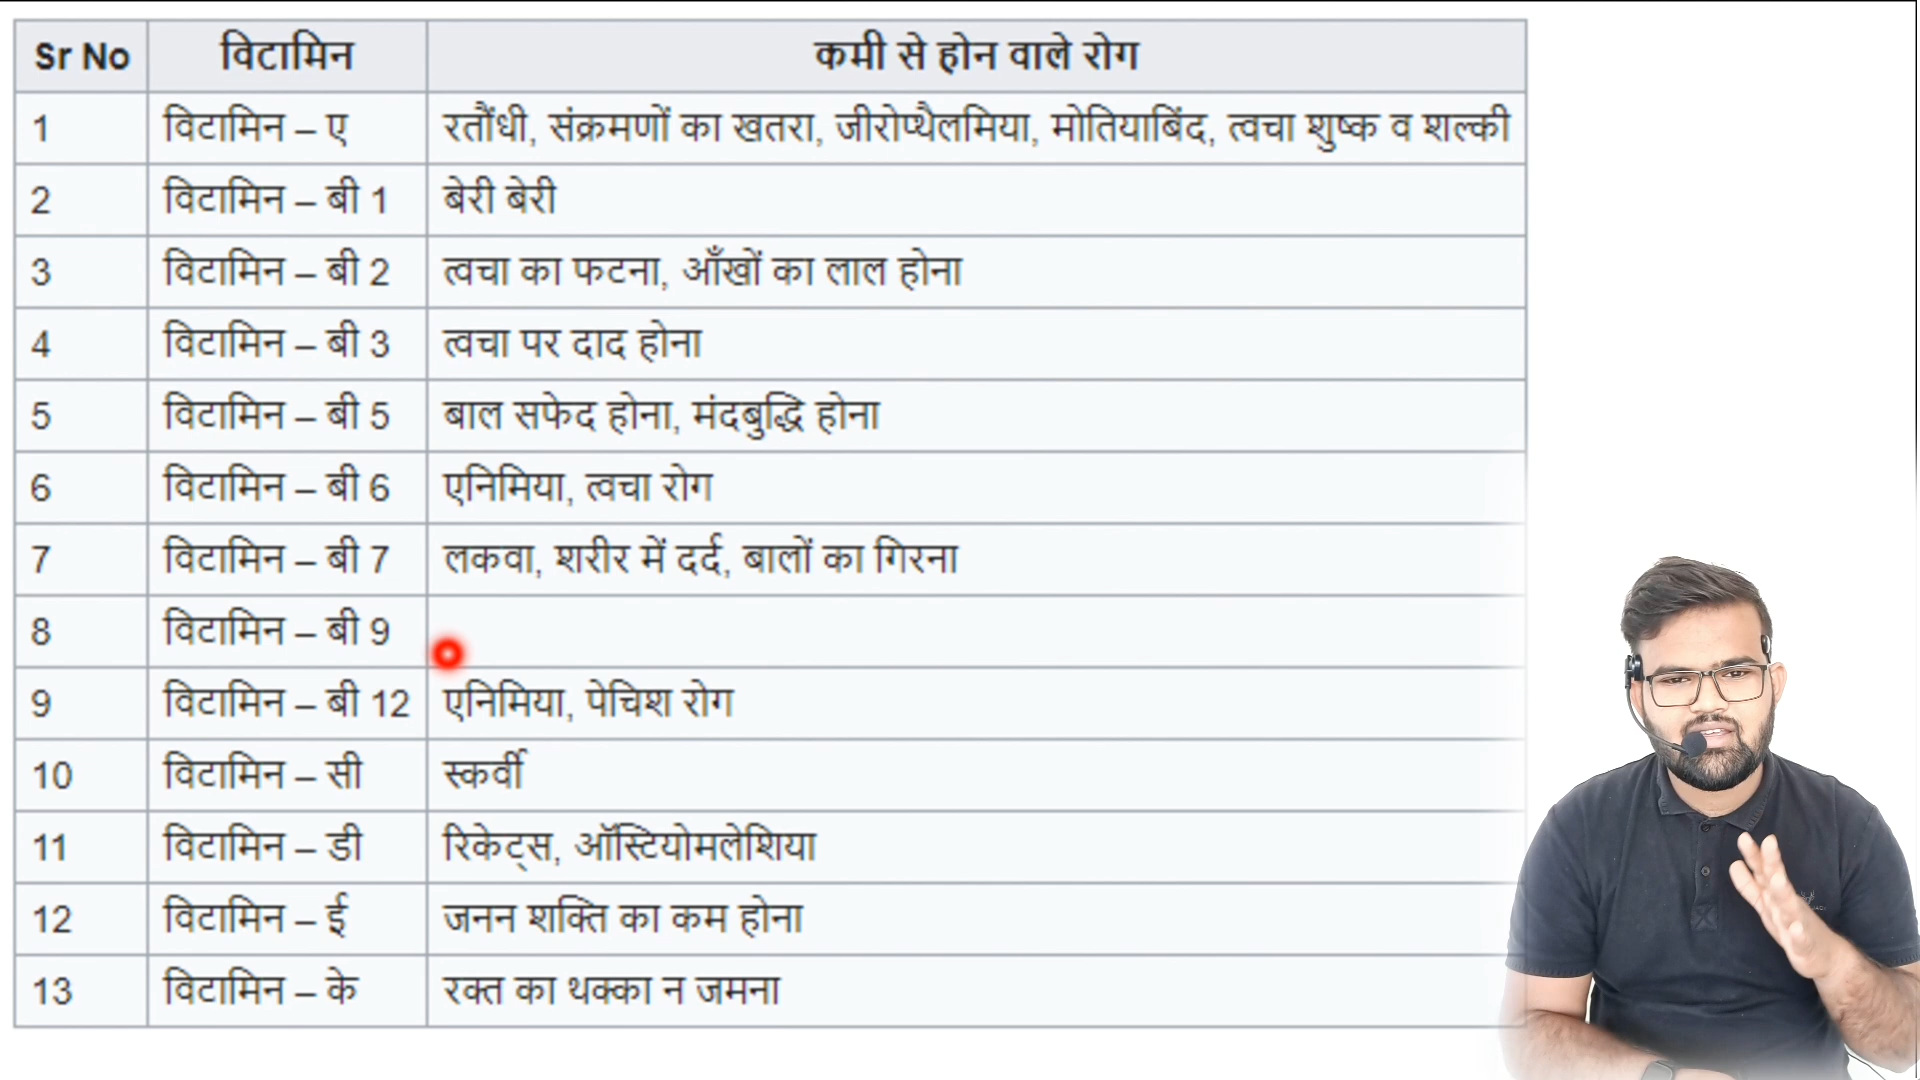 Sr No विटामिन कमी से होन वाले रोग
1 विटामिन – ए रतौंधी, संक्रमणों का खतरा, जीरोप्थैलमिया, मोतियाबिंद, त्वचा शुष्क व शल्की
2 विटामिन – बी 1 बेरी बेरी
3 विटामिन – बी 2 त्वचा का फटना, आँखों का लाल होना
4 विटामिन – बी 3 त्वचा पर दाद होना
5 विटामिन – बी 5 बाल सफेद होना, मंदबुद्धि होना
6 विटामिन – बी 6 एनिमिया, त्वचा रोग
7 विटामिन – बी 7 लकवा, शरीर में दर्द, बालों का गिरना
8 विटामिन – बी 9
9 विटामिन – बी 12 एनिमिया, पेचिश रोग
10 विटामिन – सी स्कर्वी
11 विटामिन – डी रिकेट्स, ऑस्टियोमलेशिया
12 विटामिन – ई जनन शक्ति का कम होना
13 विटामिन – के रक्त का थक्का न जमना